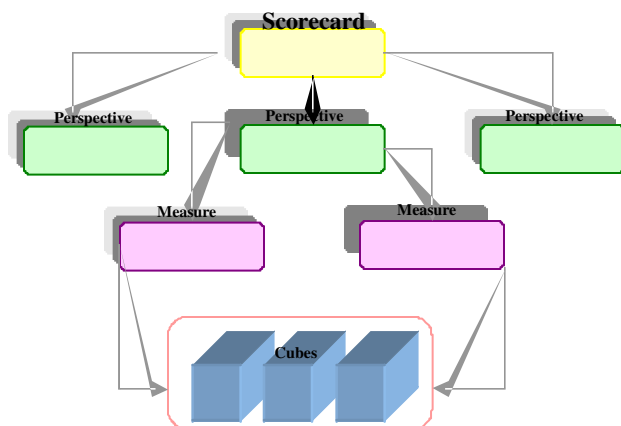 Scorecard
Perspective
Perspective
Perspective
Measure
Measure
Cubes